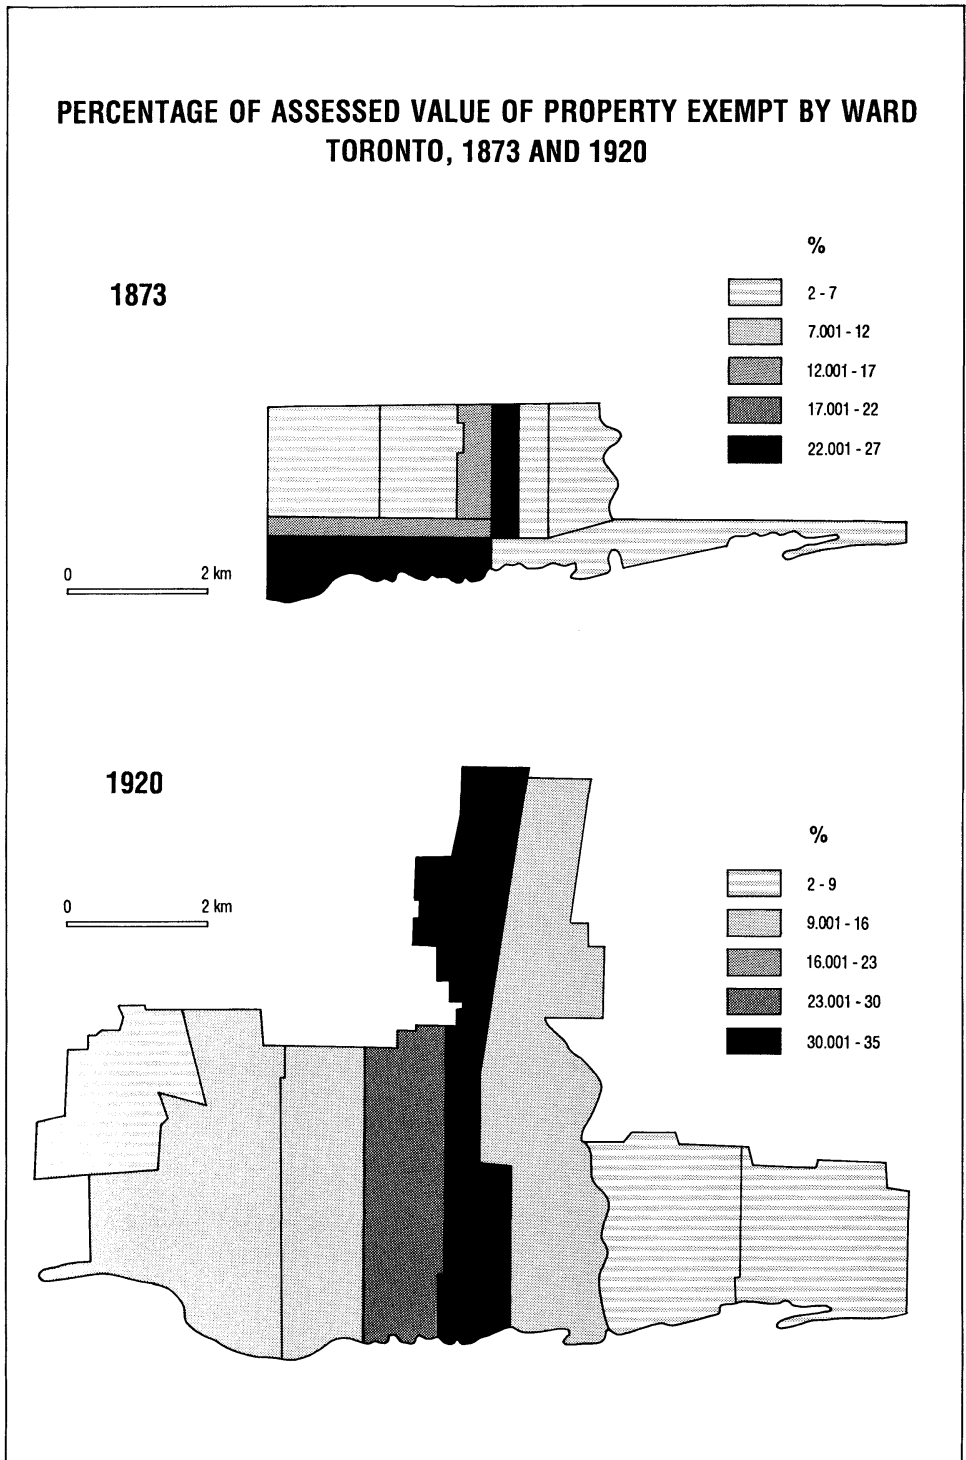 PERCENTAGE OF ASSESSED VALUE OF PROPERTY EXEMPT BY WARD
TORONTO, 1873 AND 1920
1873
%
2 - 7
7.001 - 12
12.001 - 17
17.001 - 22
22.001 - 27
0 2 km
1920
%
2 - 9
9.001 - 16
16.001 - 23
23.001 - 30
30.001 - 35
0 2 km